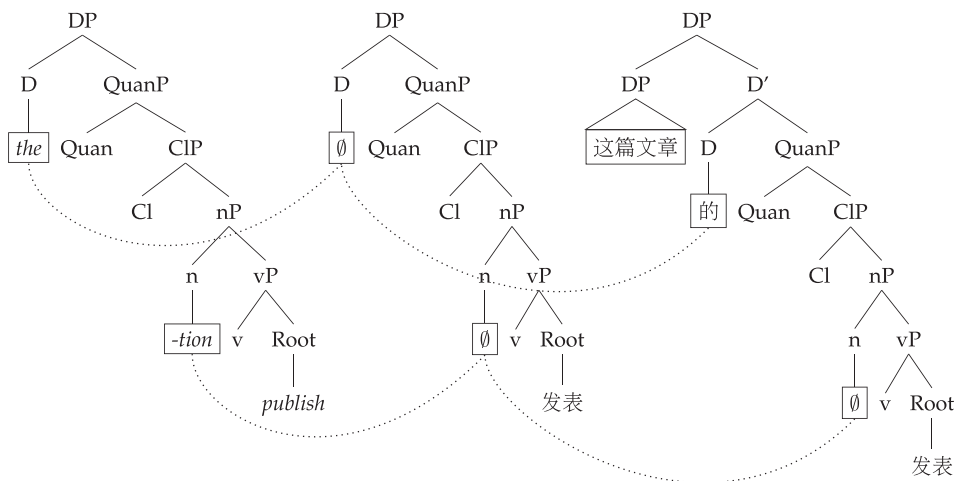 DP DP DP
D QuanP D QuanP DP D′
the Quan ClP ∅ Quan ClP 这篇文章 D QuanP
Cl nP Cl nP 的 Quan ClP
n vP n vP Cl nP
-tion v Root ∅ v Root n vP
publish 发表 ∅ v Root
发表